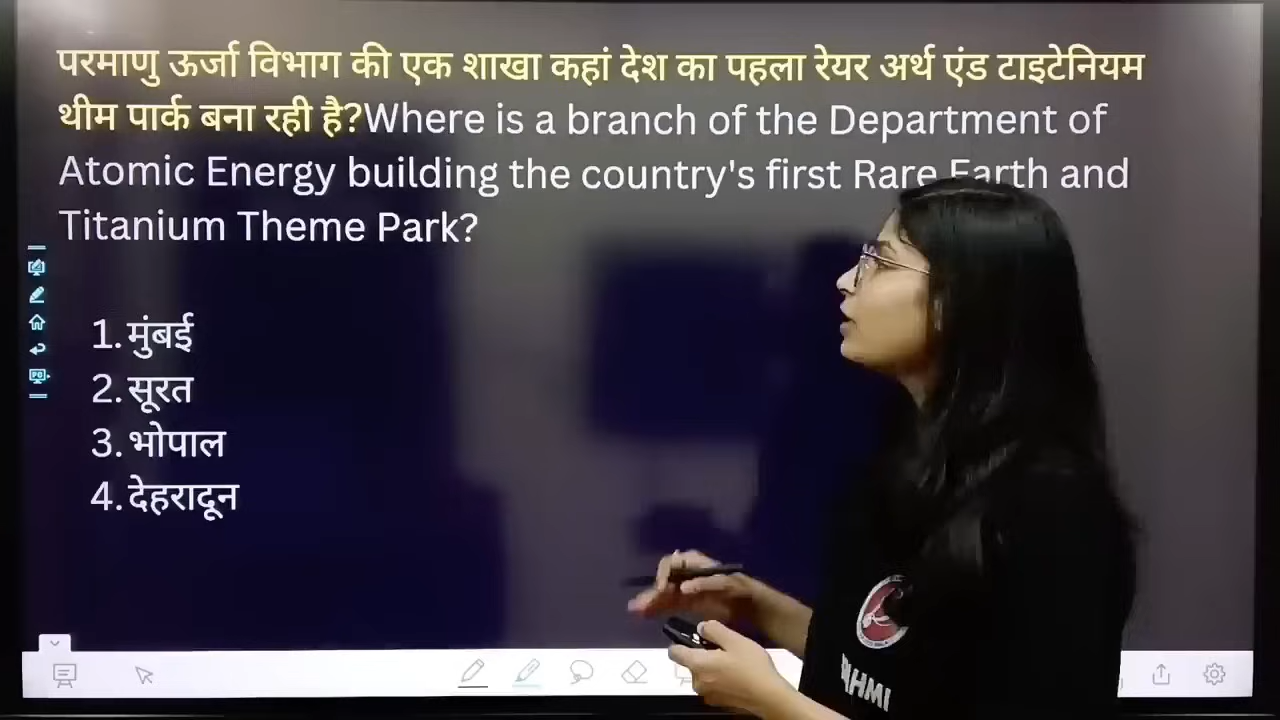 परमाणु ऊर्जा विभाग की एक शाखा कहां देश का पहला रेयर अर्थ एंड टाइटेनियम
थीम पार्क बना रही है?Where is a branch of the Department of
Atomic Energy building the country's first Rare Earth and
Titanium Theme Park?
1. मुंबई
2. सूरत
3. भोपाल
4. देहरादून